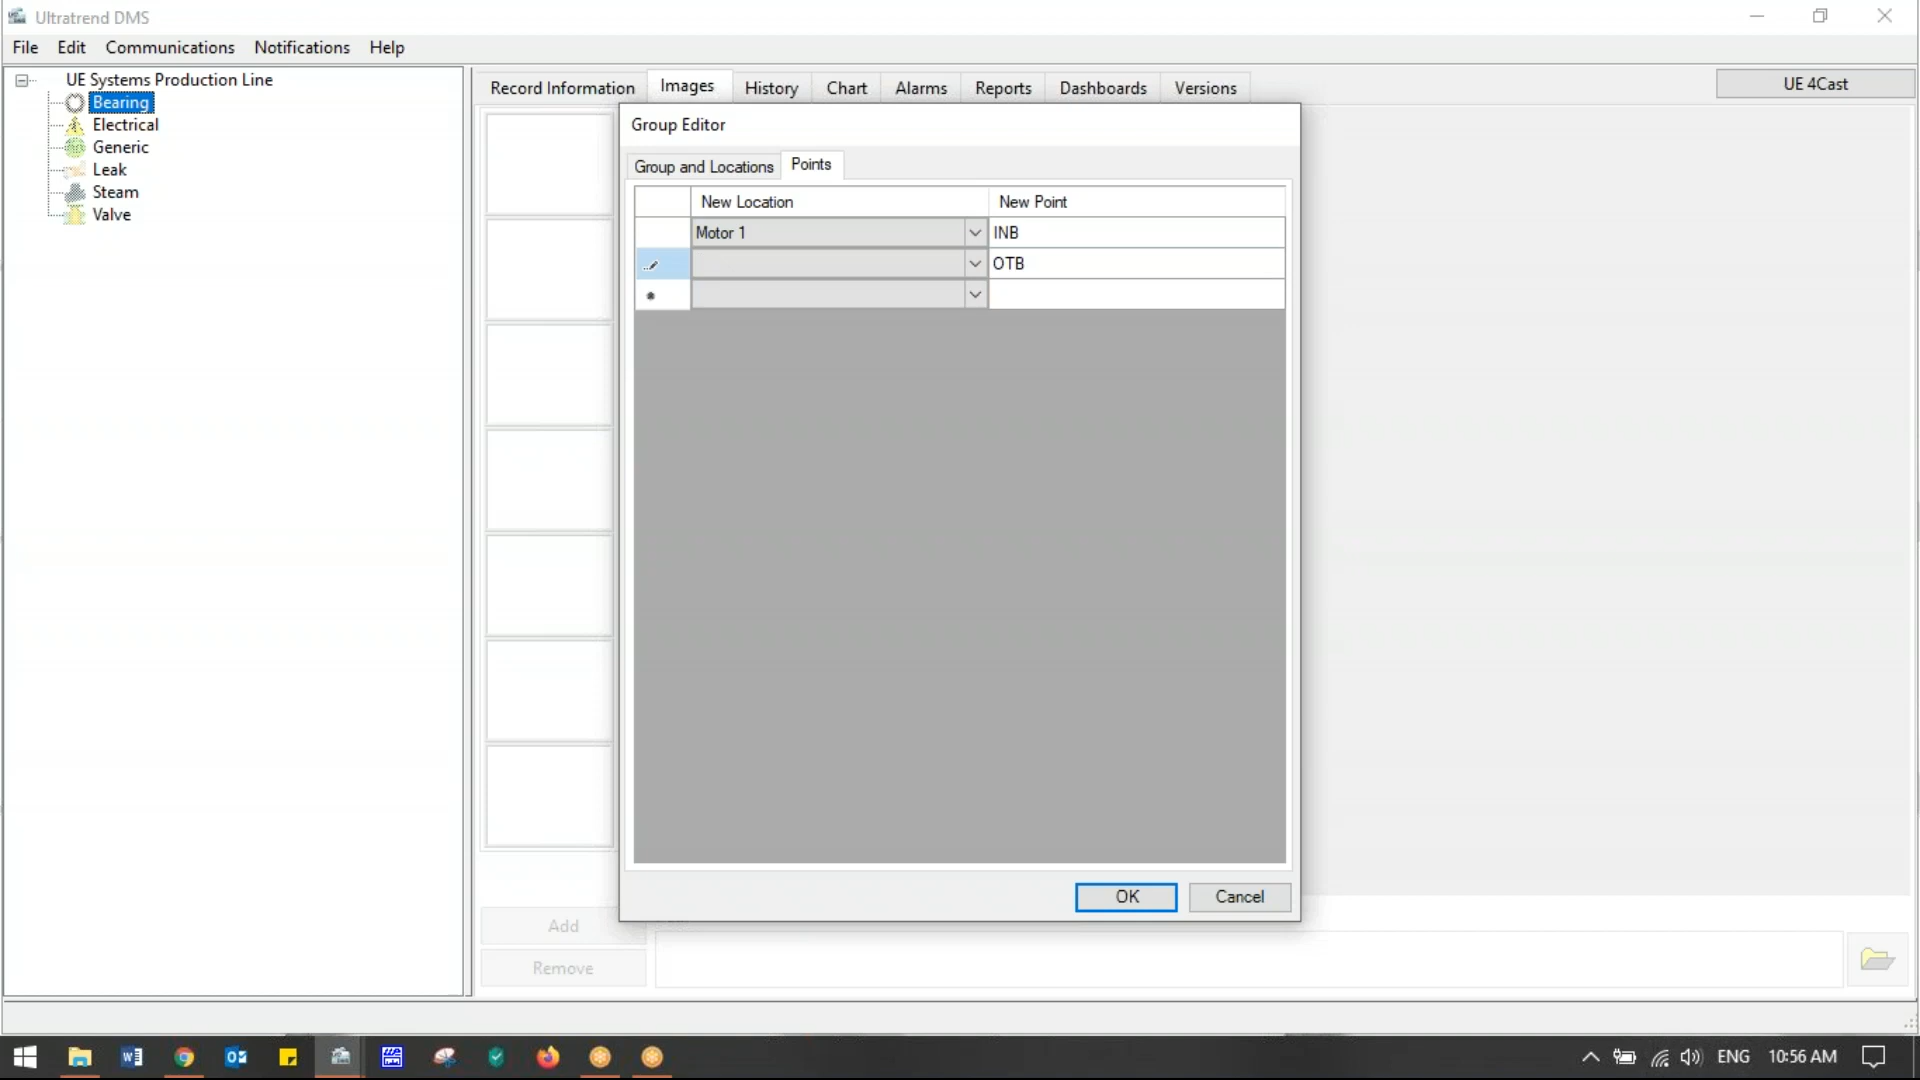 Ultratrend DMS
File Edit Communications Notifications Help
UE Systems Production Line
Bearing
Electrical
Generic
Leak
Steam
Valve
Record Information Images History Chart Alarms Reports Dashboards Versions
UE 4Cast
Group Editor
Group and Locations Points
New Location New Point
Motor 1 INB
OTB
OK Cancel
Add
Remove
ENG 10:56 AM